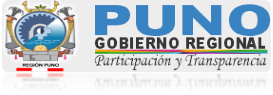 PUNO
GOBIERNO REGIONAL
Participación y Transparencia
REGIÓN PUNO